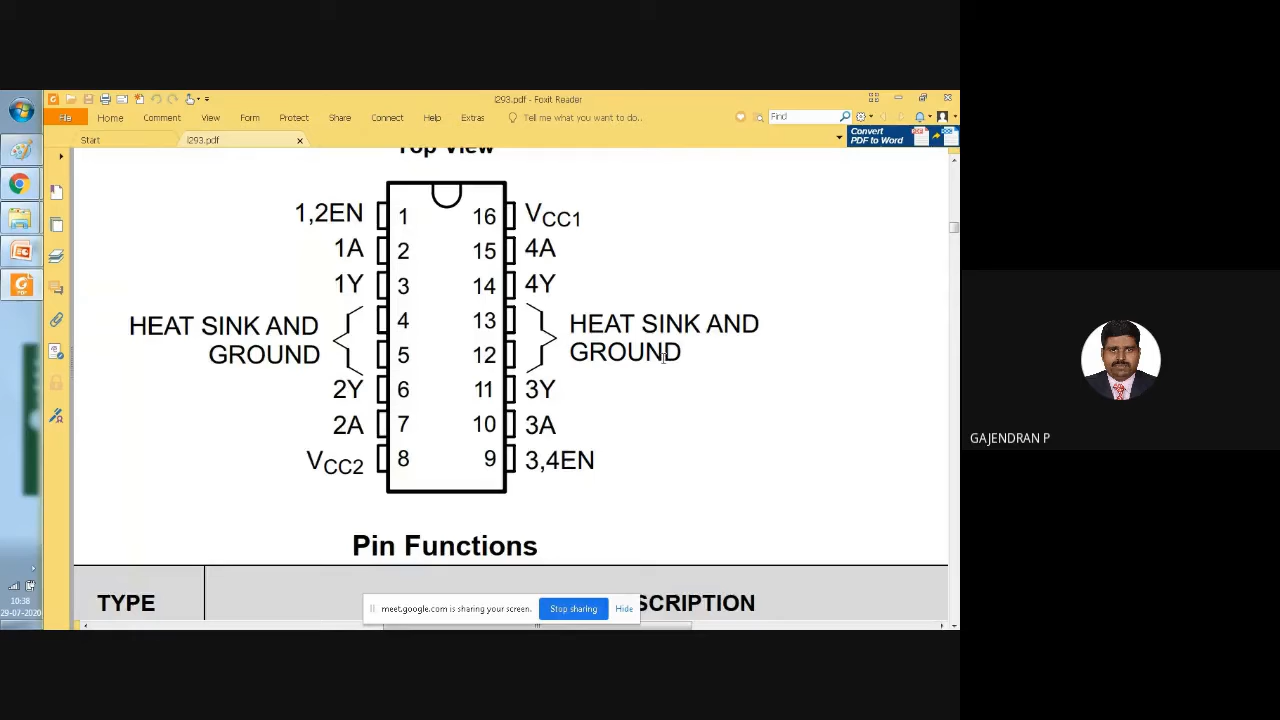 l293.pdf - Foxit Reader
File Home Comment View Form Protect Share Connect Help Extras Tell me what you want to do.. Find
Start l293.pdf
Convert
PDF to Word
Top View
1,2EN 1 16 VCC1
1A 2 15 4A
1Y 3 14 4Y
HEAT SINK AND 4 13 HEAT SINK AND
GROUND 5 12 GROUND
2Y 6 11 3Y
2A 7 10 3A
VCC2 8 9 3,4EN
Pin Functions
TYPE SCRIPTION
meet.google.com is sharing your screen. Stop sharing Hide
10:38
29-07-2020
GAJENDRAN P